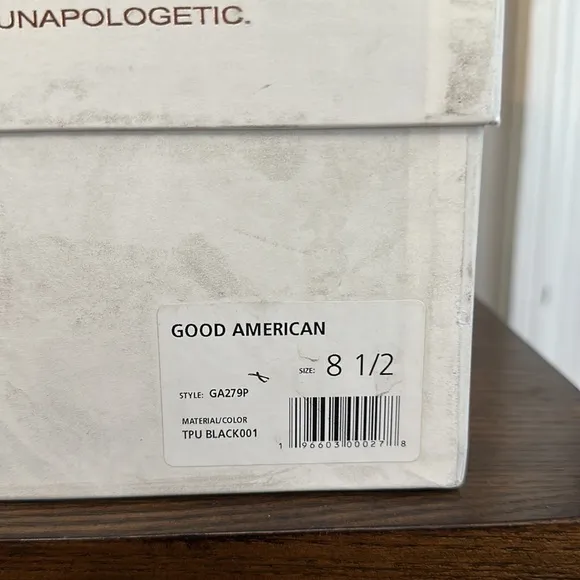 UNAPOLOGETIC.
GOOD AMERICAN
SIZE: 8 1/2
STYLE: GA279P
MATERIAL/COLOR
TPU BLACK001
1 96603 00027 8